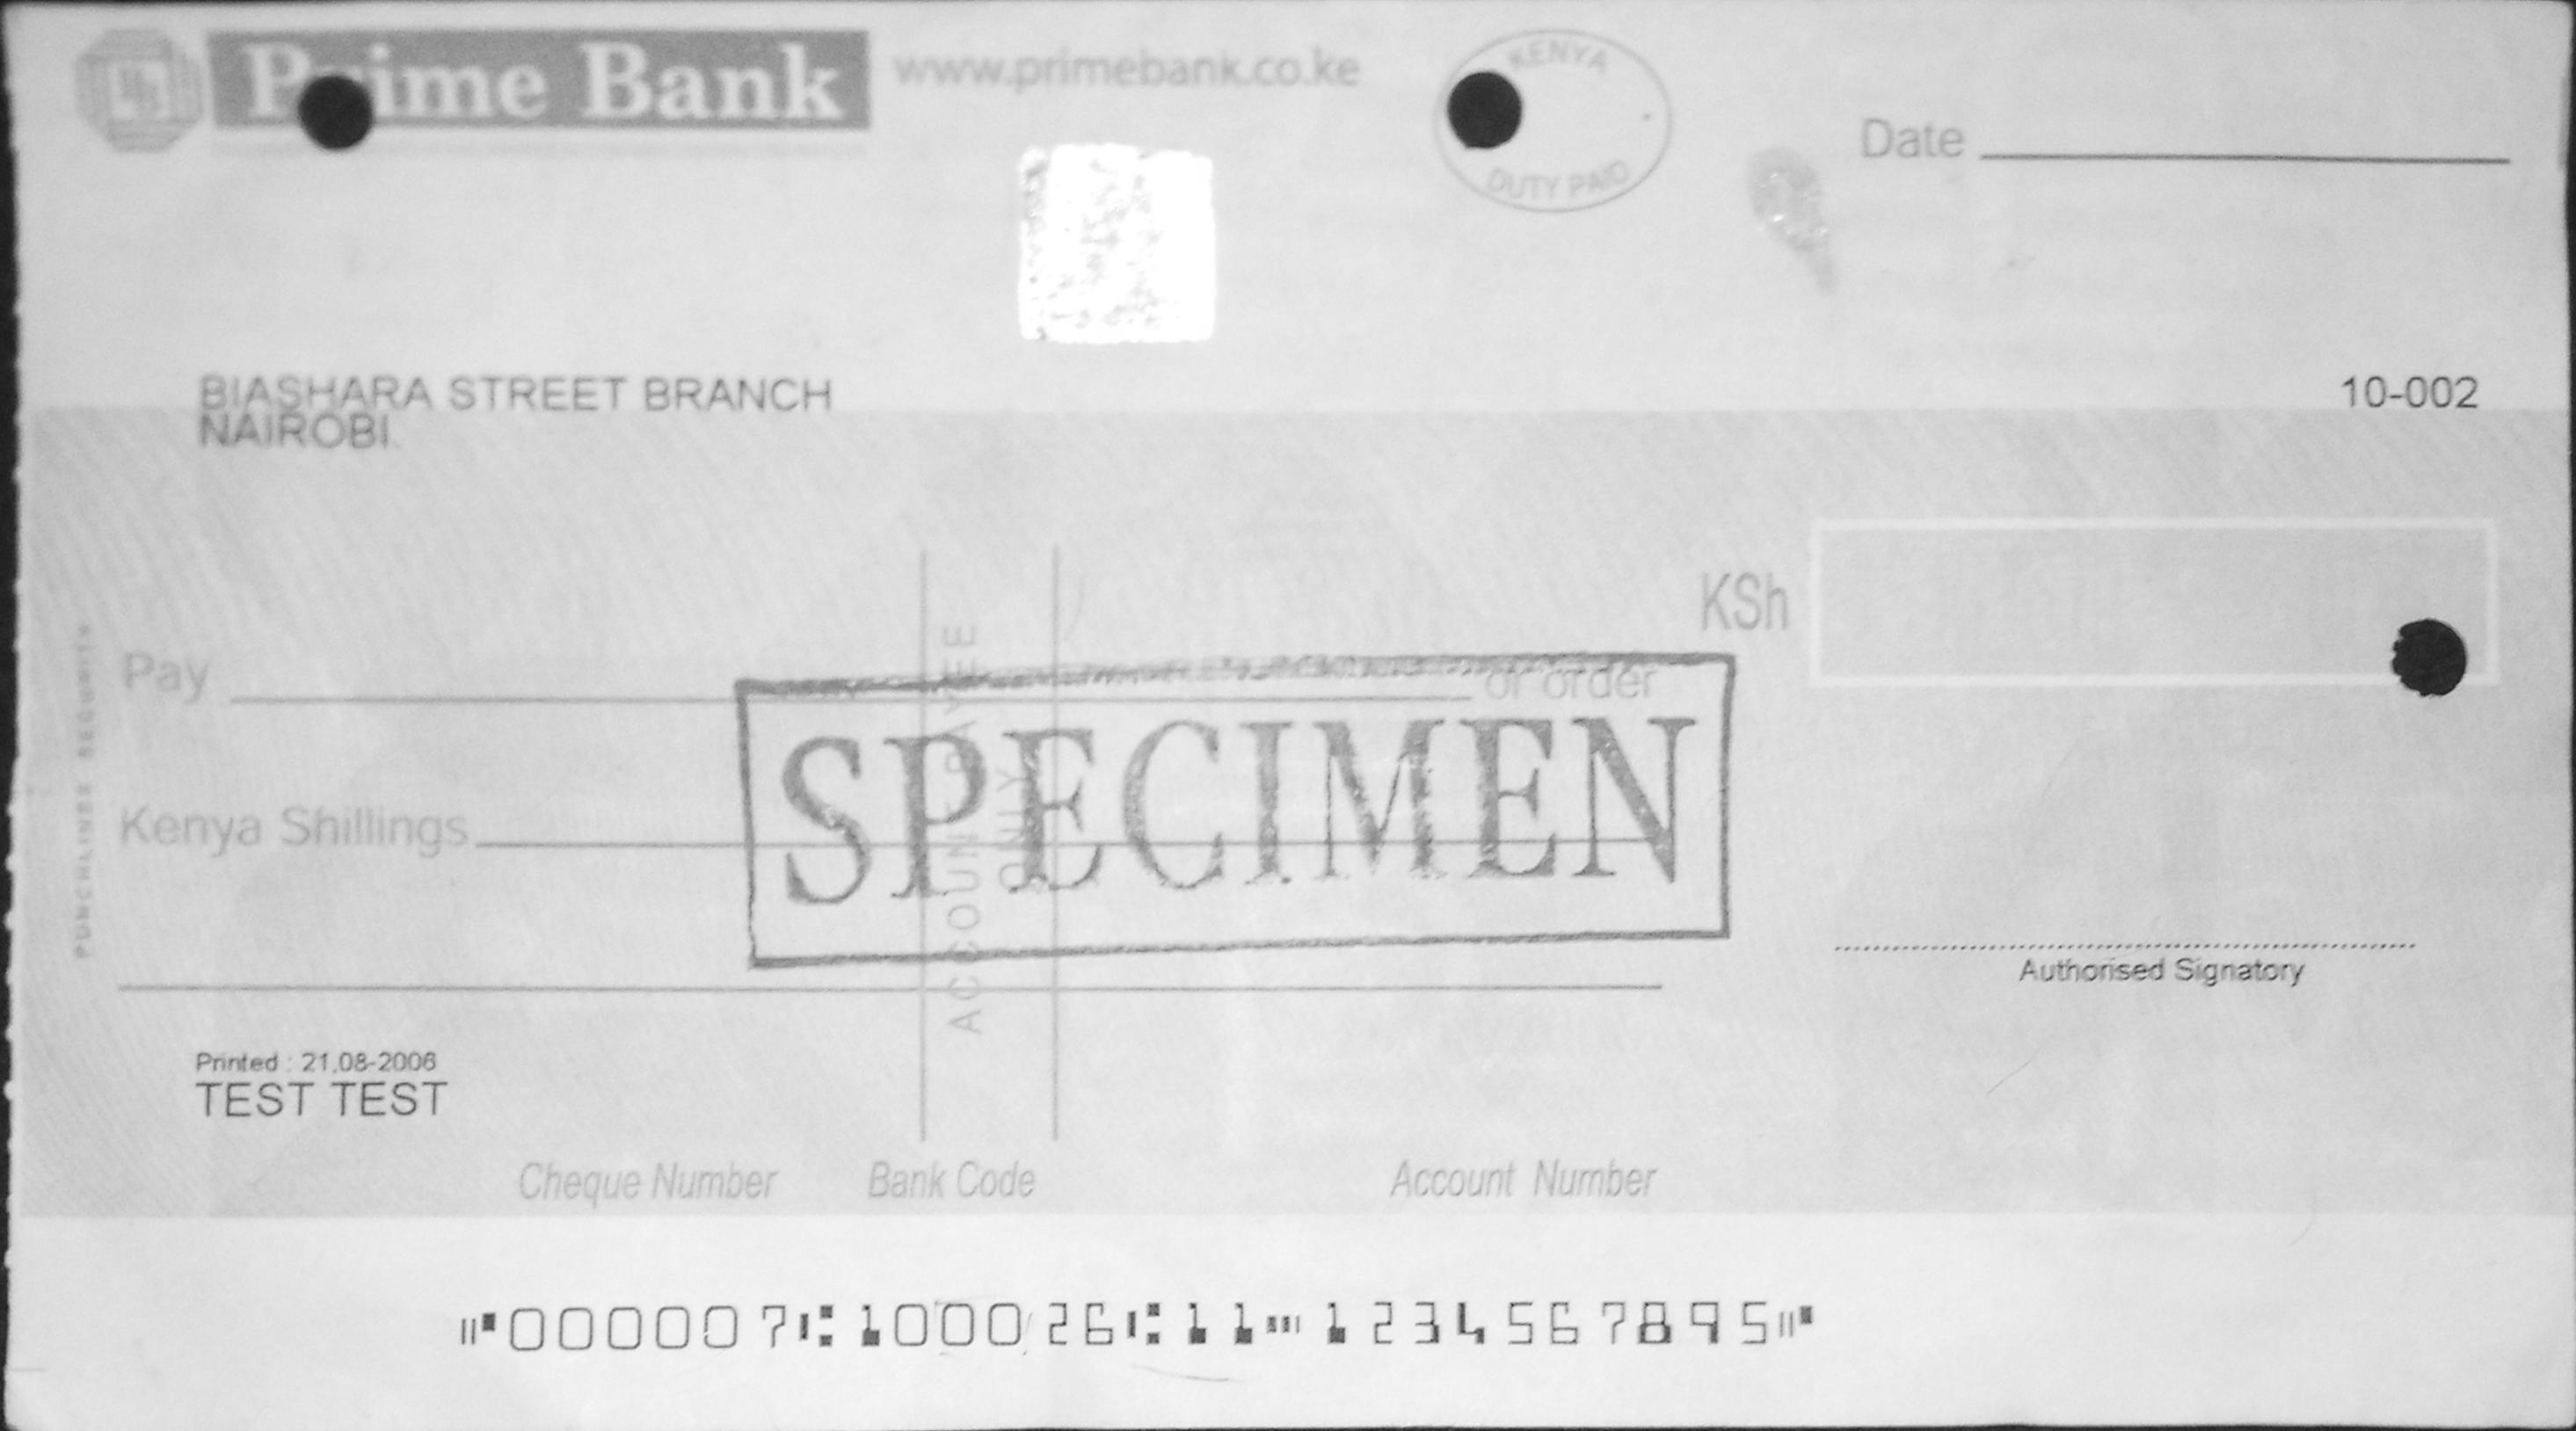 Prime Bank www.primebank.co.ke
KENYA
DUTY PAID
Date
BIASHARA STREET BRANCH
NAIROBI
10-002
KSh
Pay or order
SPECIMEN
ACCOUNT PAYEE
ONLY
Kenya Shillings
PUNCHLINES SECURITY
Authorised Signatory
Printed : 21.08-2006
TEST TEST
Cheque Number Bank Code Account Number
⑈000007⑆100026⑆11⑉1234567895⑈